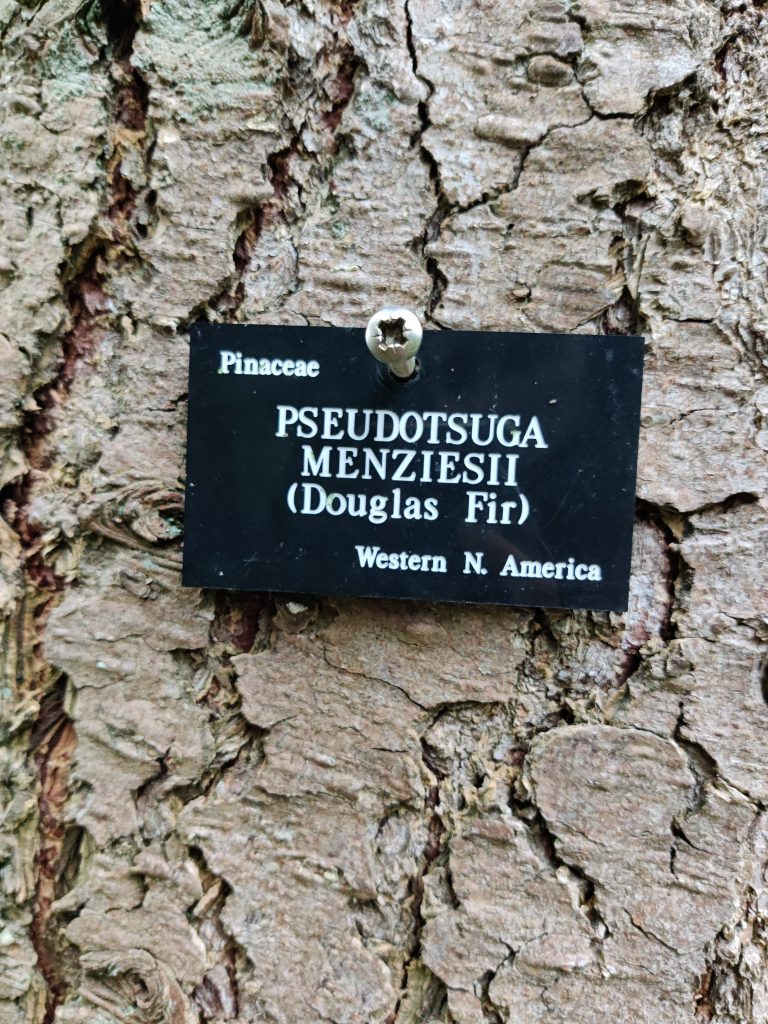 Pinaceae
PSEUDOTSUGA
MENZIESII
(Douglas Fir)
Western N. America